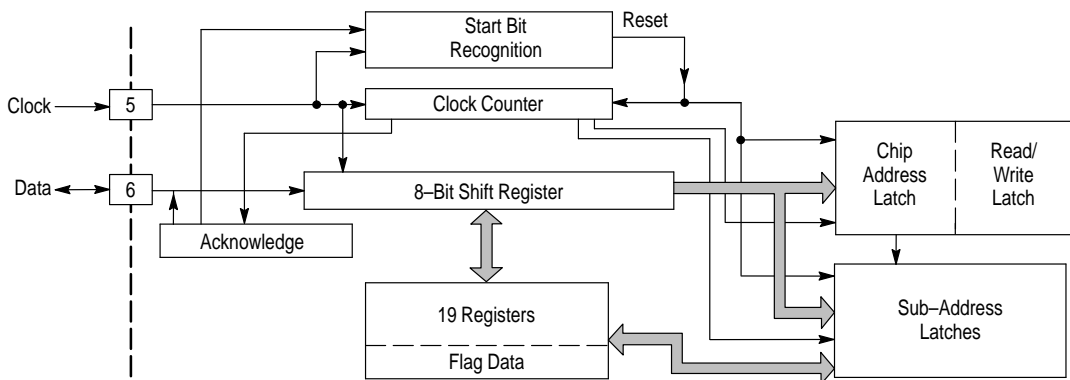 Start Bit
Recognition
Reset
Clock
5
Clock Counter
Chip
Address
Latch
Read/
Write
Latch
Data
6
8–Bit Shift Register
Acknowledge
19 Registers
Flag Data
Sub–Address
Latches